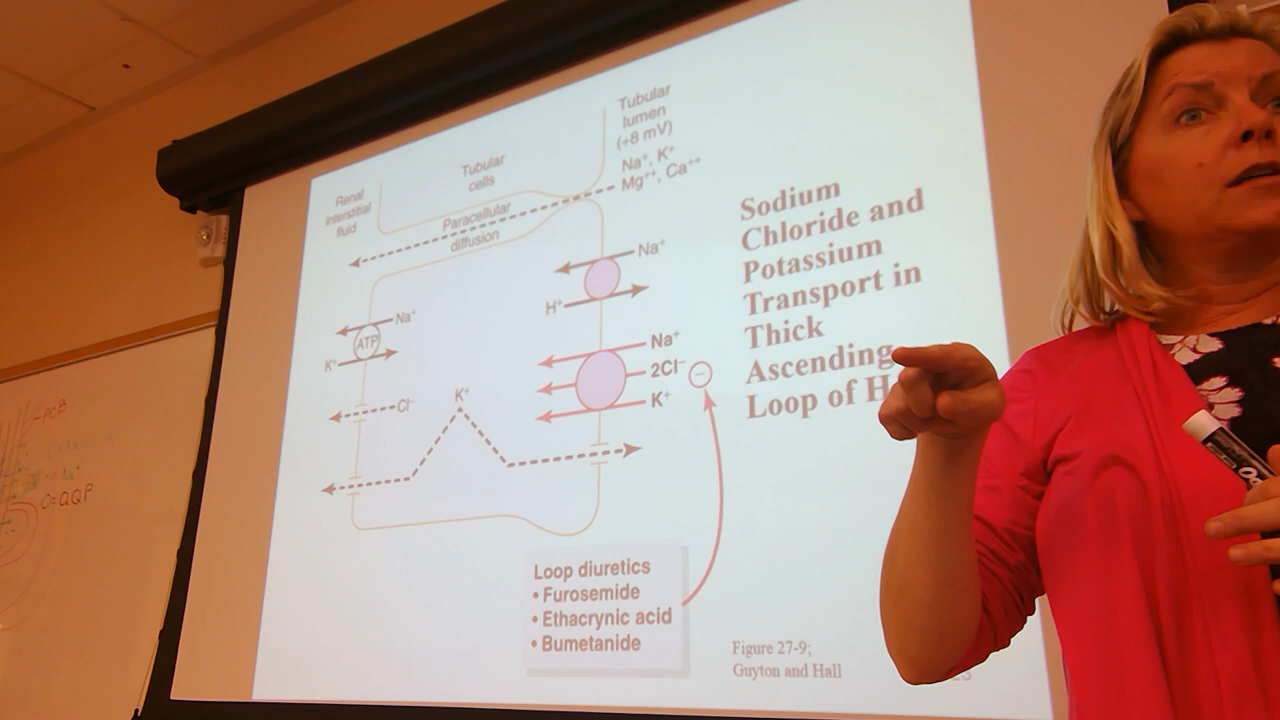 Tubular
lumen
(+8 mV)
Na⁺, K⁺
Mg⁺⁺, Ca⁺⁺
Tubular
cells
Renal
interstitial
fluid
Paracellular
diffusion
Na⁺
H⁺
Na⁺
ATP
K⁺
Na⁺
2Cl⁻
K⁺
−
Cl⁻
K⁺
Sodium
Chloride and
Potassium
Transport in
Thick
Ascending
Loop of H
Loop diuretics
• Furosemide
• Ethacrynic acid
• Bumetanide
Figure 27-9;
Guyton and Hall